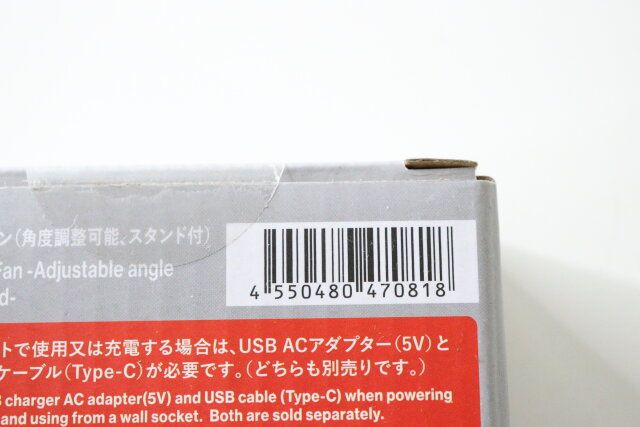 ン(角度調整可能、スタンド付)
Fan -Adjustable angle
d-
4 550480 470818
トで使用又は充電する場合は、USB ACアダプター(5V)と
ケーブル(Type-C)が必要です。(どちらも別売りです。)
B charger AC adapter(5V) and USB cable (Type-C) when powering
and using from a wall socket. Both are sold separately.